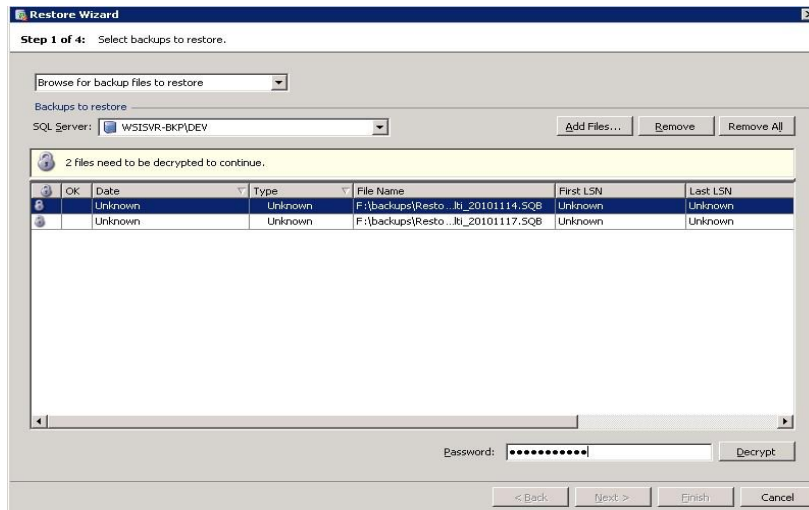 Restore Wizard
Step 1 of 4: Select backups to restore.
Browse for backup files to restore
Backups to restore
SQL Server: WSISVR-BKP\DEV
Add Files... Remove Remove All
2 files need to be decrypted to continue.
OK Date Type File Name First LSN Last LSN
Unknown Unknown F:\backups\Resto...lti_20101114.SQB Unknown Unknown
Unknown Unknown F:\backups\Resto...lti_20101117.SQB Unknown Unknown
Password: ●●●●●●●●●●● Decrypt
< Back Next > Finish Cancel